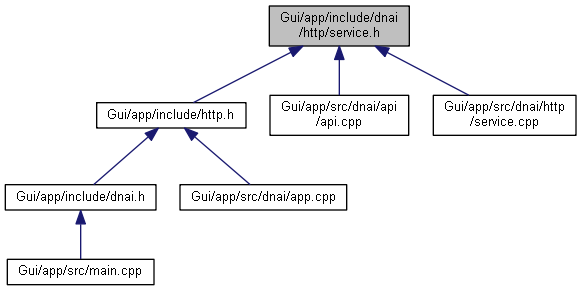 Gui/app/include/dnai
/http/service.h
Gui/app/include/http.h
Gui/app/src/dnai/api
/api.cpp
Gui/app/src/dnai/http
/service.cpp
Gui/app/include/dnai.h
Gui/app/src/dnai/app.cpp
Gui/app/src/main.cpp